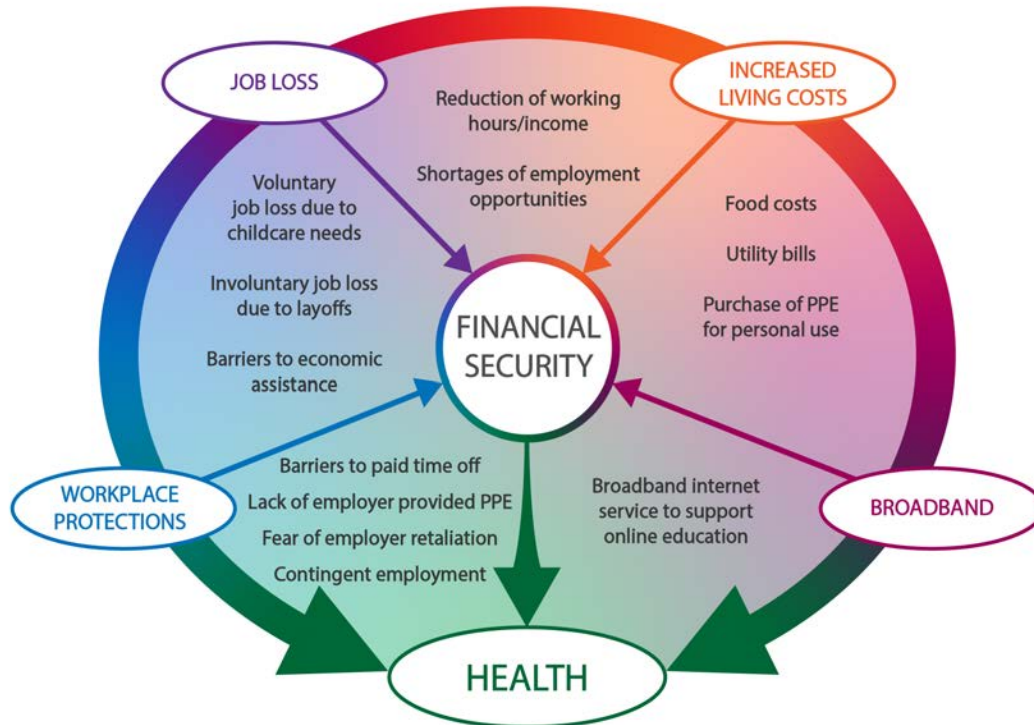 JOB LOSS
INCREASED
LIVING COSTS
Reduction of working
hours/income
Shortages of employment
opportunities
Voluntary
job loss due to
childcare needs
Involuntary job loss
due to layoffs
Barriers to economic
assistance
Food costs
Utility bills
Purchase of PPE
for personal use
FINANCIAL
SECURITY
WORKPLACE
PROTECTIONS
Barriers to paid time off
Lack of employer provided PPE
Fear of employer retaliation
Contingent employment
Broadband internet
service to support
online education
BROADBAND
HEALTH